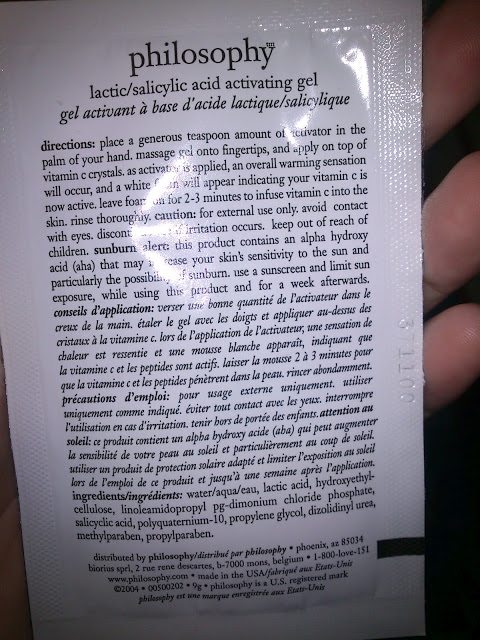 philosophy™
lactic/salicylic acid activating gel
gel activant à base d'acide lactique/salicylique
directions: place a generous teaspoon amount of activator in the
palm of your hand. massage gel onto fingertips, and apply on top of
vitamin c crystals. as activator is applied, an overall warming sensation
will occur, and a white foam will appear indicating your vitamin c is
now active. leave foam on for 2-3 minutes to infuse vitamin c into the
skin. rinse thoroughly. caution: for external use only. avoid contact
with eyes. discont if irritation occurs. keep out of reach of
children. sunburn alert: this product contains an alpha hydroxy
acid (aha) that may increase your skin's sensitivity to the sun and
particularly the possibility of sunburn. use a sunscreen and limit sun
exposure, while using this product and for a week afterwards.
conseils d'application: verser une bonne quantité de l'activateur dans le
creux de la main. étaler le gel avec les doigts et appliquer au-dessus des
cristaux à la vitamine c. lors de l'application de l'activateur, une sensation de
chaleur est ressentie et une mousse blanche apparaît, indiquant que
la vitamine c et les peptides sont actifs. laisser la mousse 2 à 3 minutes pour
que la vitamine c et les peptides pénètrent dans la peau. rincer abondamment.
précautions d'emploi: pour usage externe uniquement. utiliser
uniquement comme indiqué. éviter tout contact avec les yeux. interrompre
l'utilisation en cas d'irritation. tenir hors de portée des enfants. attention au
soleil: ce produit contient un alpha hydroxy acide (aha) qui peut augmenter
la sensibilité de votre peau au soleil et particulièrement au coup de soleil.
utiliser un produit de protection solaire adapté et limiter l'exposition au soleil
lors de l'emploi de ce produit et jusqu'à une semaine après l'application.
ingredients/ingrédients: water/aqua/eau, lactic acid, hydroxyethyl-
cellulose, linoleamidopropyl pg-dimonium chloride phosphate,
salicylic acid, polyquaternium-10, propylene glycol, dizolidinyl urea,
methylparaben, propylparaben.
distributed by philosophy/distribué par philosophy • phoenix, az 85034
biorius sprl, 2 rue rene descartes, b-7000 mons, belgium • 1-800-love-151
www.philosophy.com • made in the USA/fabriqué aux Etats-Unis
©2004 • 00500202 • 9g • philosophy is a U.S. registered mark
philosophy est une marque enregistrée aux Etats-Unis